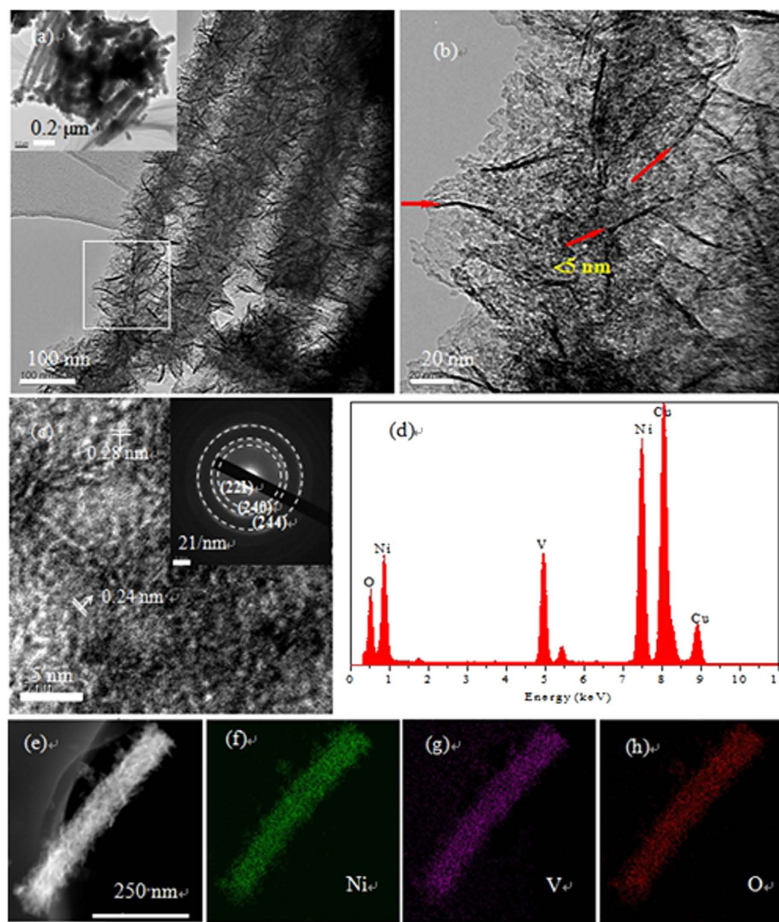 (a)
0.2 μm
100 nm
100 nm
(b)
<5 nm
20 nm
20 nm
0.28 nm
0.24 nm
5 nm
(221)
(240)
(244)
21/nm
(d)
O
Ni
V
Ni
Cu
Cu
0 1 2 3 4 5 6 7 8 9 10
Energy (keV)
(e)
250 nm
(f)
Ni
(g)
V
(h)
O